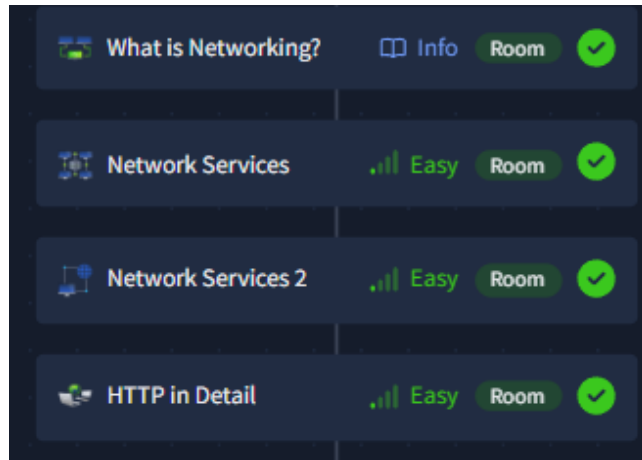 What is Networking? Info Room
Network Services Easy Room
Network Services 2 Easy Room
HTTP in Detail Easy Room